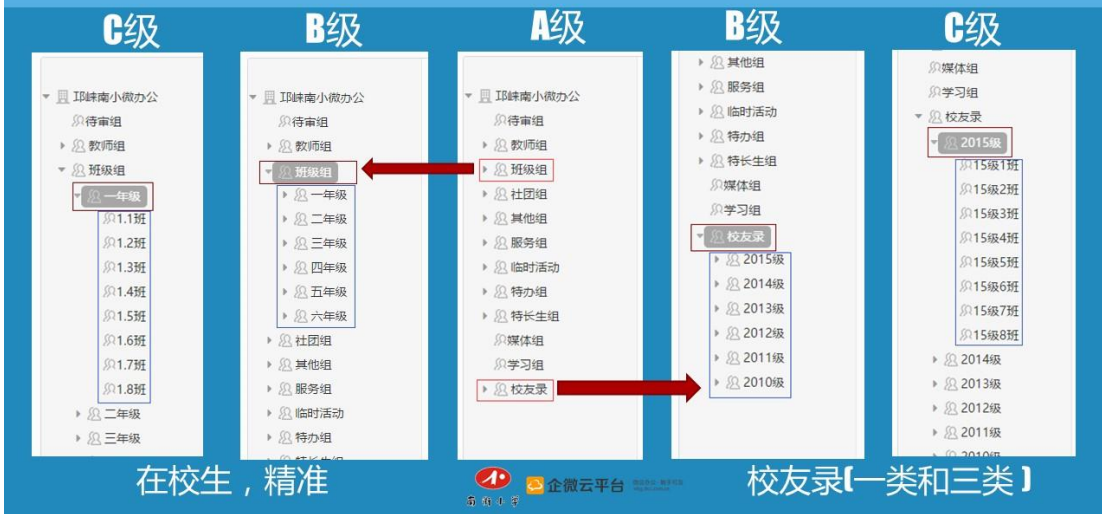 C级
B级
A级
B级
C级
邛崃南小微办公
待审组
教师组
班级组
一年级
1.1班
1.2班
1.3班
1.4班
1.5班
1.6班
1.7班
1.8班
二年级
三年级
邛崃南小微办公
待审组
教师组
班级组
一年级
二年级
三年级
四年级
五年级
六年级
社团组
其他组
服务组
临时活动
特办组
邛崃南小微办公
待审组
教师组
班级组
社团组
其他组
服务组
临时活动
特办组
特长生组
媒体组
学习组
校友录
其他组
服务组
临时活动
特办组
特长生组
媒体组
学习组
校友录
2015级
2014级
2013级
2012级
2011级
2010级
媒体组
学习组
校友录
2015级
15级1班
15级2班
15级3班
15级4班
15级5班
15级6班
15级7班
15级8班
2014级
2013级
2012级
2011级
2010级
在校生，精准
企微云平台
校友录(一类和三类)